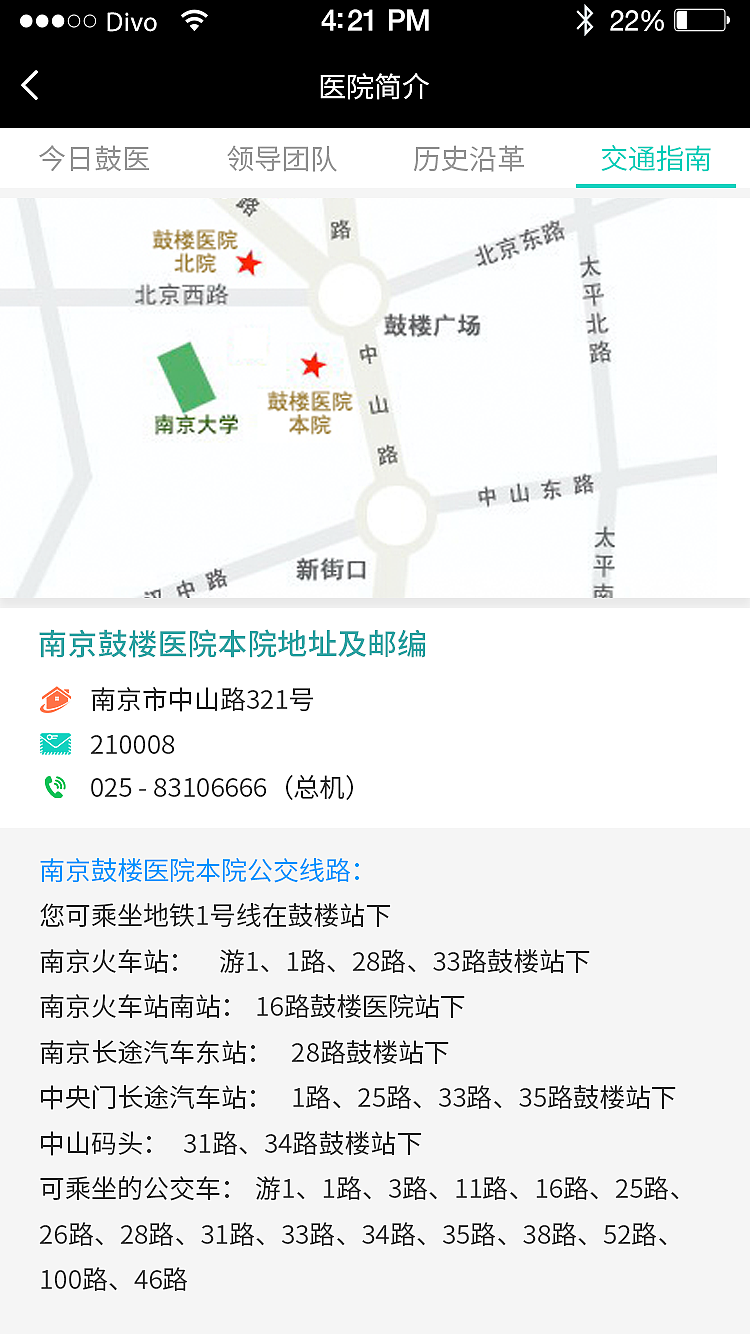 Divo 4:21 PM 22%
医院简介
今日鼓医 领导团队 历史沿革 交通指南
路
路
鼓楼医院
北院
北京东路
太平北路
北京西路
鼓楼广场
中山路
鼓楼医院
本院
南京大学
中山东路
太平南
新街口
汉中路
南京鼓楼医院本院地址及邮编
南京市中山路321号
210008
025 - 83106666（总机）
南京鼓楼医院本院公交线路：
您可乘坐地铁1号线在鼓楼站下
南京火车站： 游1、1路、28路、33路鼓楼站下
南京火车站南站： 16路鼓楼医院站下
南京长途汽车东站： 28路鼓楼站下
中央门长途汽车站： 1路、25路、33路、35路鼓楼站下
中山码头： 31路、34路鼓楼站下
可乘坐的公交车： 游1、1路、3路、11路、16路、25路、
26路、28路、31路、33路、34路、35路、38路、52路、
100路、46路